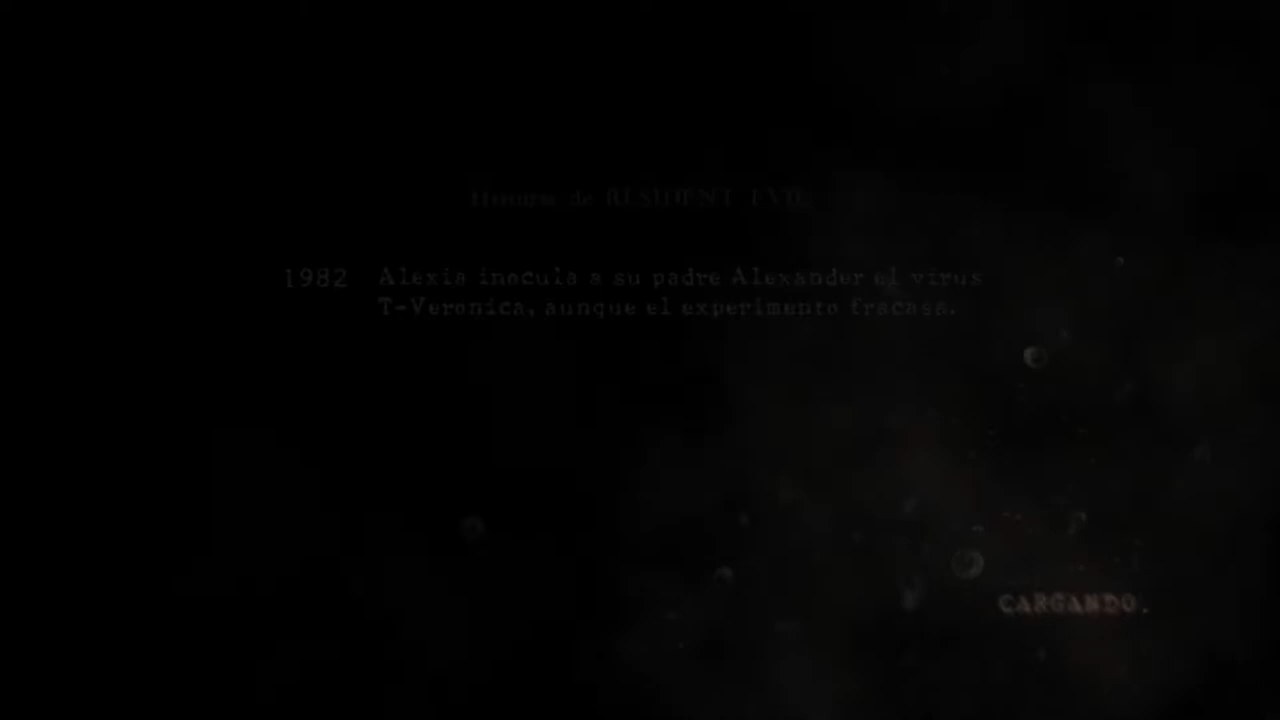 Historia de RESIDENT EVIL
1982 Alexia inocula a su padre Alexander el virus
T-Veronica, aunque el experimento fracasa.
CARGANDO.